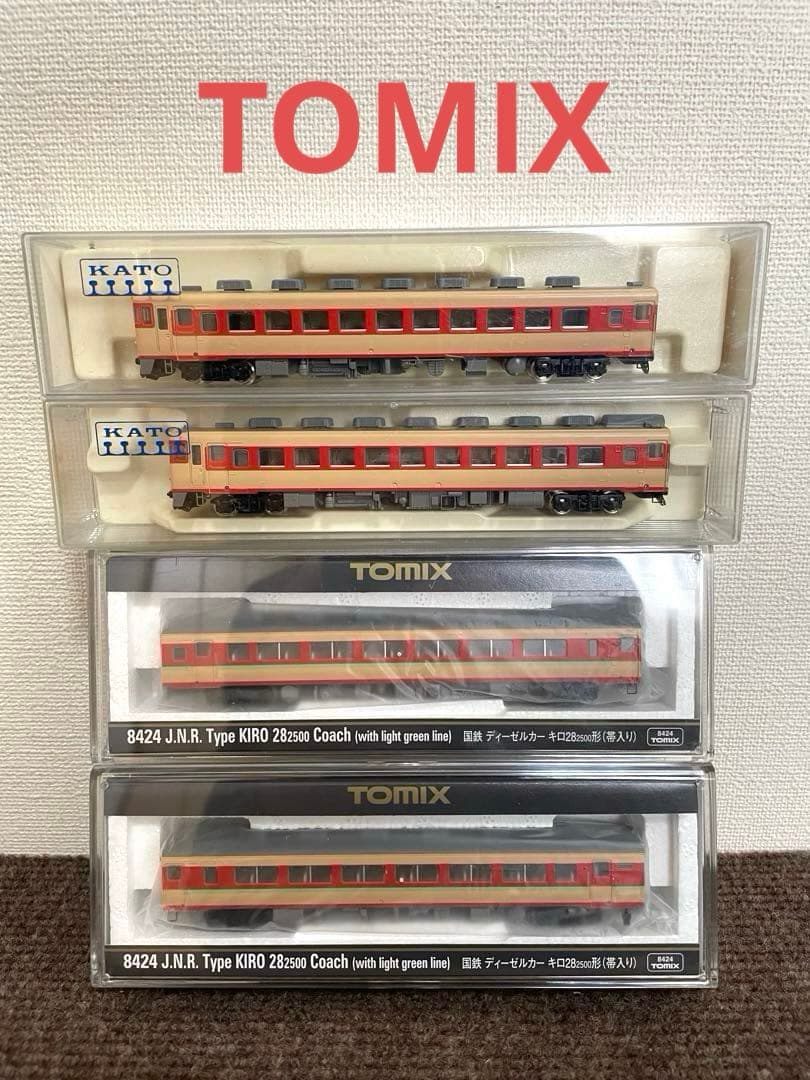 TOMIX
KATO
KATO
TOMIX
8424 J.N.R. Type KIRO 282500 Coach (with light green line) 国鉄 ディーゼルカー キロ282500形(帯入り) 8424 TOMIX
TOMIX
8424 J.N.R. Type KIRO 282500 Coach (with light green line) 国鉄 ディーゼルカー キロ282500形(帯入り) 8424 TOMIX